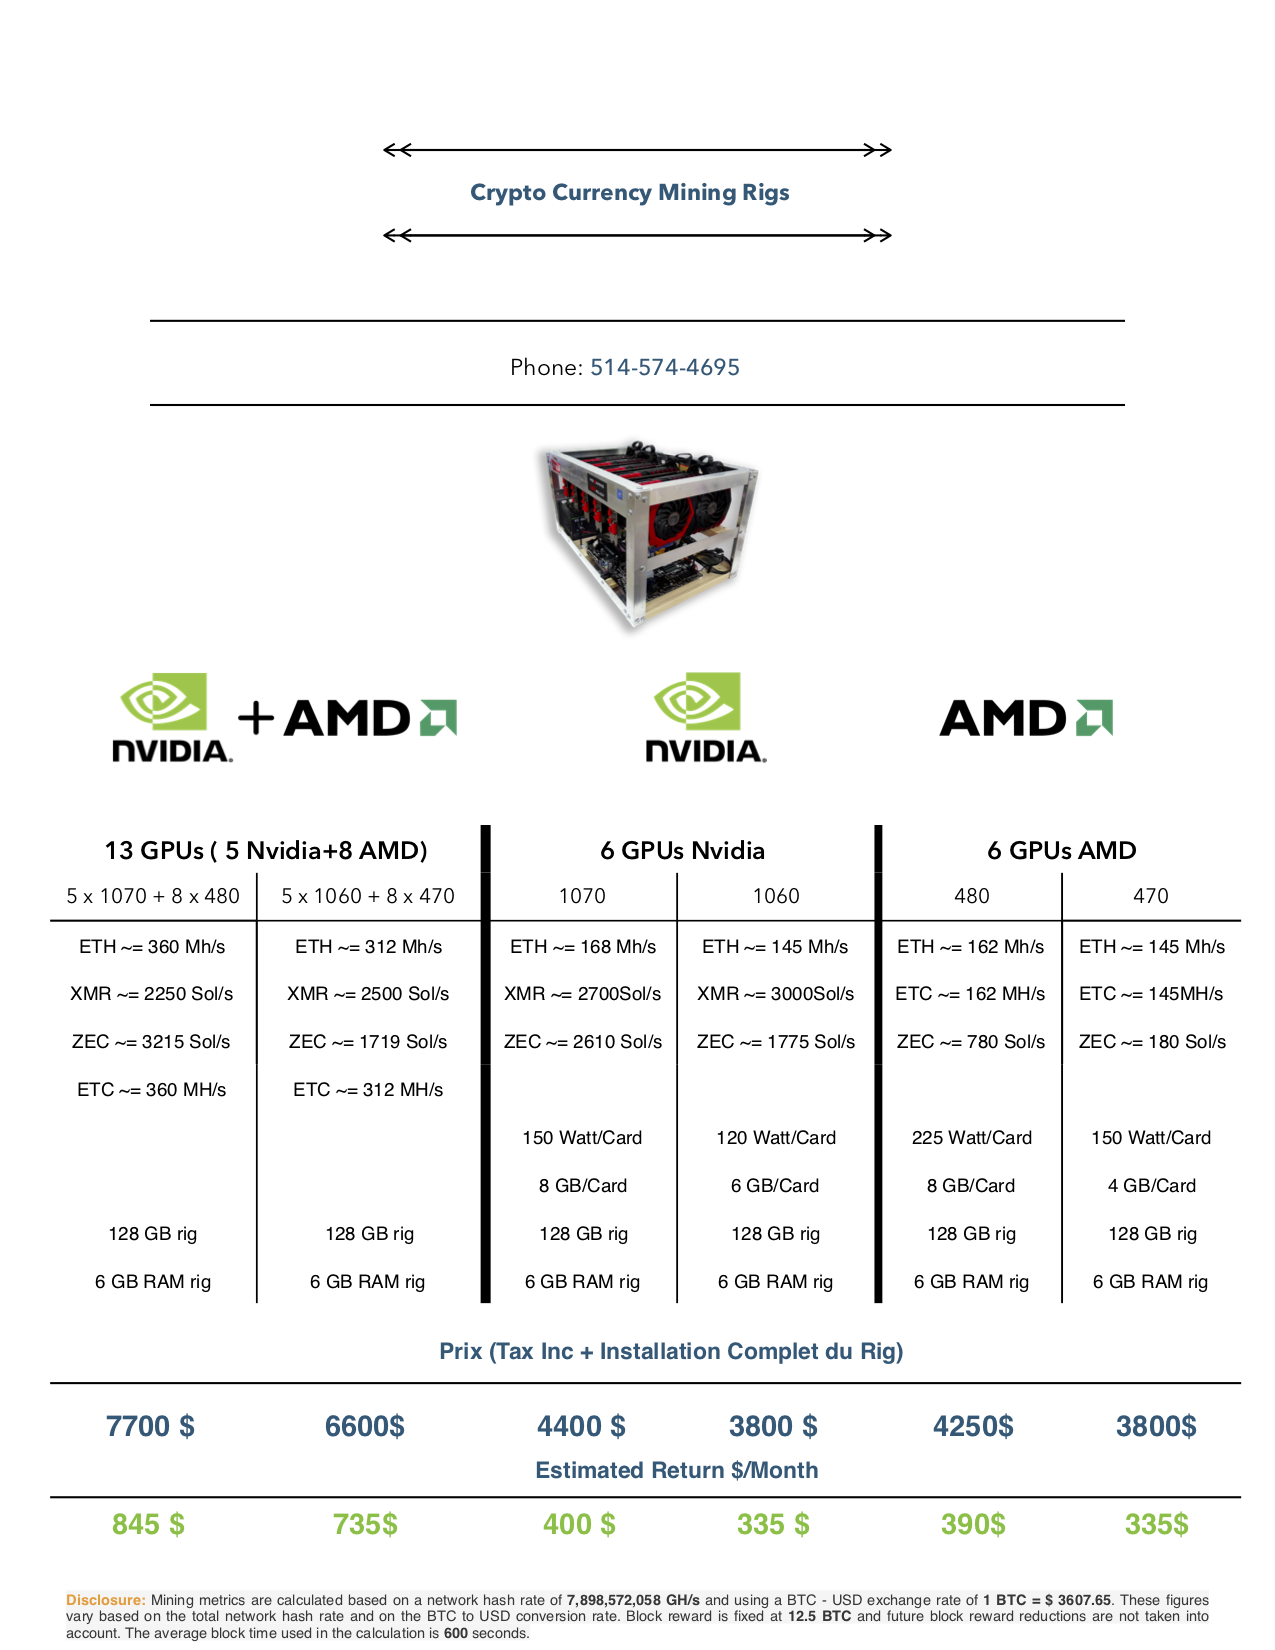 Crypto Currency Mining Rigs
Phone: 514-574-4695
NVIDIA. + AMD NVIDIA. AMD
13 GPUs ( 5 Nvidia+8 AMD) 6 GPUs Nvidia 6 GPUs AMD
5 x 1070 + 8 x 480 5 x 1060 + 8 x 470 1070 1060 480 470
ETH ~= 360 Mh/s ETH ~= 312 Mh/s ETH ~= 168 Mh/s ETH ~= 145 Mh/s ETH ~= 162 Mh/s ETH ~= 145 Mh/s
XMR ~= 2250 Sol/s XMR ~= 2500 Sol/s XMR ~= 2700Sol/s XMR ~= 3000Sol/s ETC ~= 162 MH/s ETC ~= 145MH/s
ZEC ~= 3215 Sol/s ZEC ~= 1719 Sol/s ZEC ~= 2610 Sol/s ZEC ~= 1775 Sol/s ZEC ~= 780 Sol/s ZEC ~= 180 Sol/s
ETC ~= 360 MH/s ETC ~= 312 MH/s
150 Watt/Card 120 Watt/Card 225 Watt/Card 150 Watt/Card
8 GB/Card 6 GB/Card 8 GB/Card 4 GB/Card
128 GB rig 128 GB rig 128 GB rig 128 GB rig 128 GB rig 128 GB rig
6 GB RAM rig 6 GB RAM rig 6 GB RAM rig 6 GB RAM rig 6 GB RAM rig 6 GB RAM rig
Prix (Tax Inc + Installation Complet du Rig)
7700 $ 6600$ 4400 $ 3800 $ 4250$ 3800$
Estimated Return $/Month
845 $ 735$ 400 $ 335 $ 390$ 335$
Disclosure: Mining metrics are calculated based on a network hash rate of 7,898,572,058 GH/s and using a BTC - USD exchange rate of 1 BTC = $ 3607.65. These figures
vary based on the total network hash rate and on the BTC to USD conversion rate. Block reward is fixed at 12.5 BTC and future block reward reductions are not taken into
account. The average block time used in the calculation is 600 seconds.